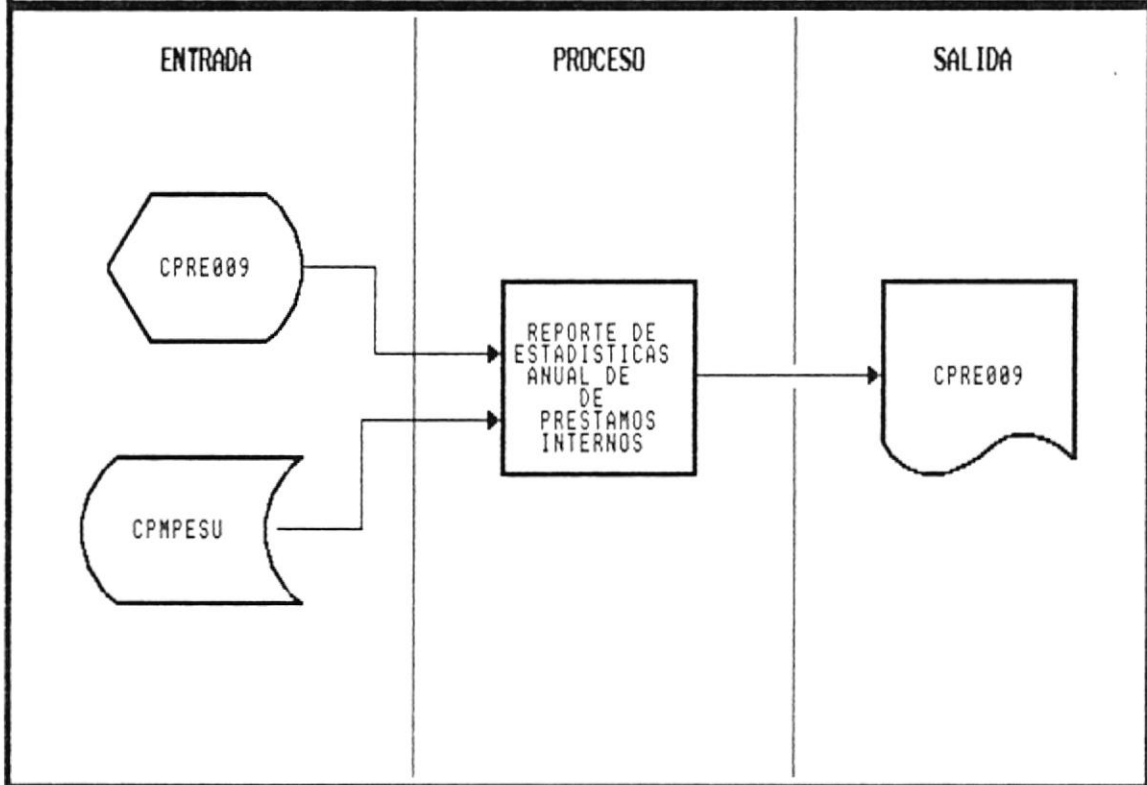 ENTRADA
PROCESO
SALIDA
CPRE009
REPORTE DE
ESTADISTICAS
ANUAL DE
DE
PRESTAMOS
INTERNOS
CPRE009
CPMPESU